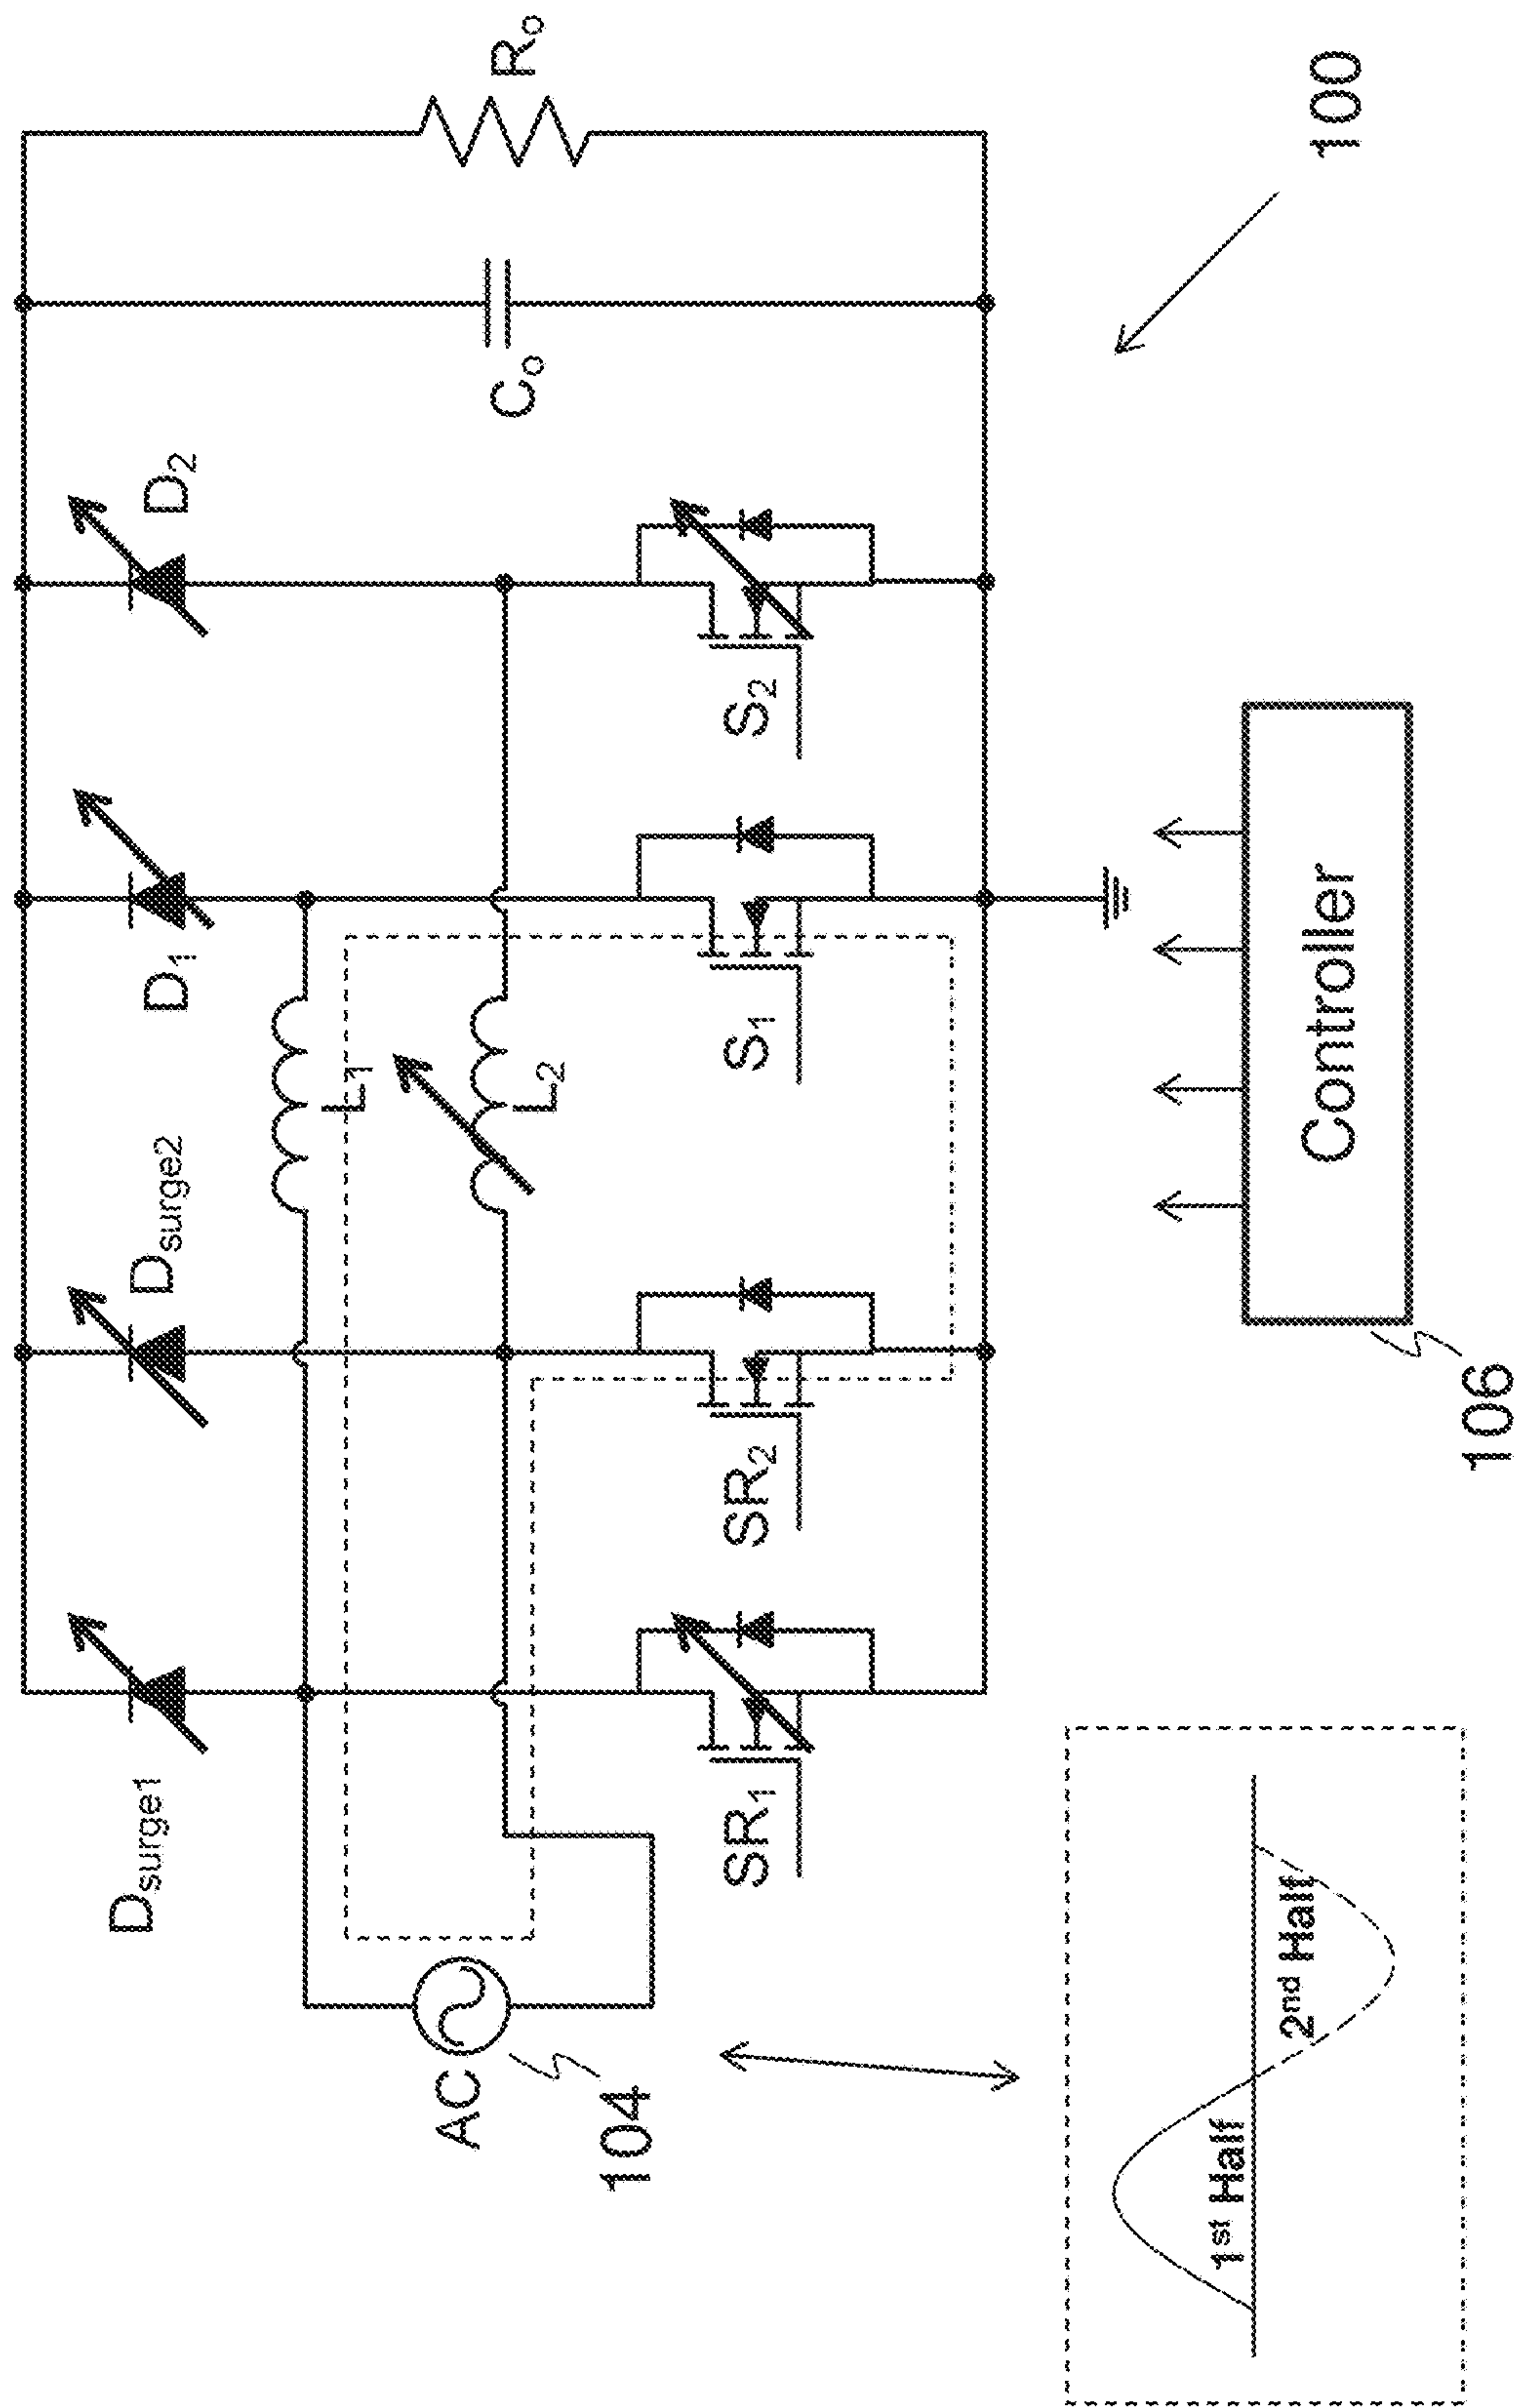 D₂
Rₒ
D₁
Cₒ
Dsurge2
L₁
S₂
Dsurge1
L₂
S₁
SR₂
SR₁
AC
104
100
Controller
106
1st Half
2nd Half